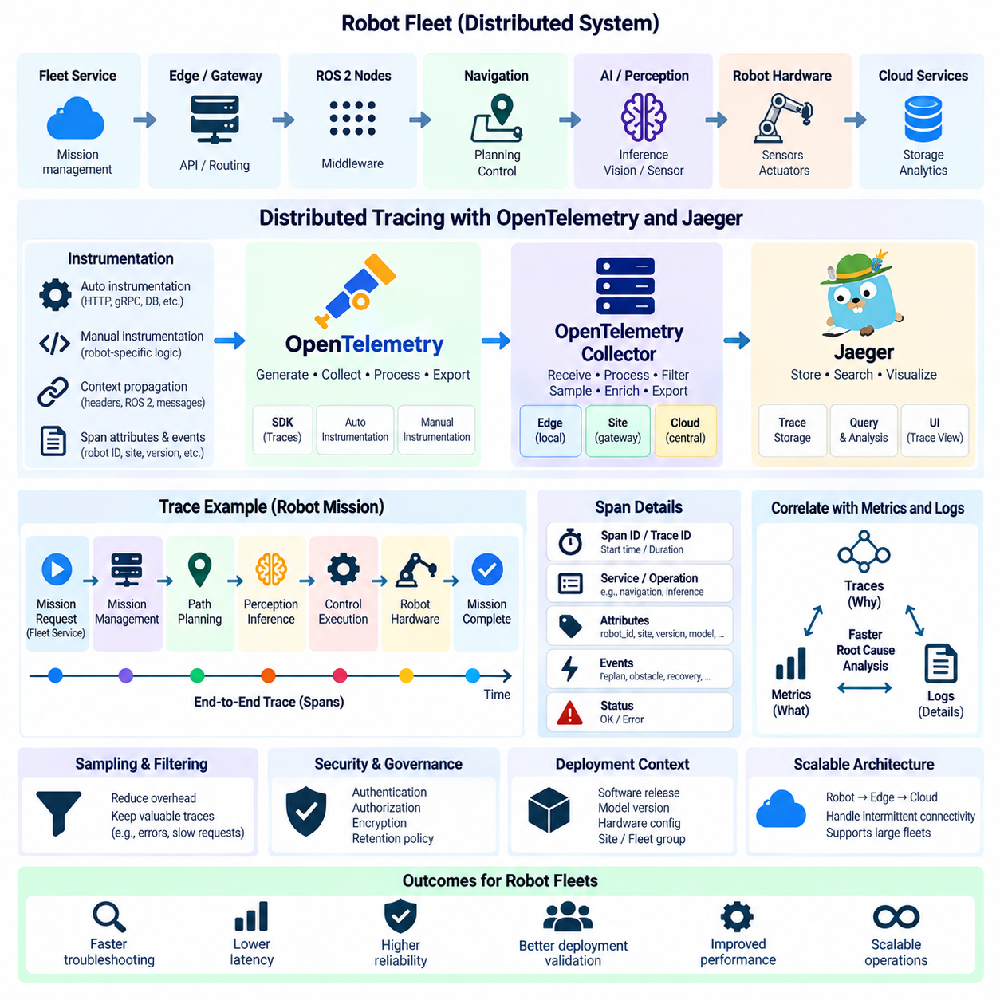 Robot Fleet (Distributed System)
Fleet Service
Mission
management
Edge / Gateway
API / Routing
ROS 2 Nodes
Middleware
Navigation
Planning
Control
AI / Perception
Inference
Vision / Sensor
Robot Hardware
Sensors
Actuators
Cloud Services
Storage
Analytics
Distributed Tracing with OpenTelemetry and Jaeger
Instrumentation
Auto instrumentation
(HTTP, gRPC, DB, etc.)
Manual instrumentation
(robot-specific logic)
Context propagation
(headers, ROS 2, messages)
Span attributes & events
(robot ID, site, version, etc.)
OpenTelemetry
Generate • Collect • Process • Export
SDK
(Traces)
Auto
Instrumentation
Manual
Instrumentation
OpenTelemetry
Collector
Receive • Process • Filter
Sample • Enrich • Export
Edge
(local)
Site
(gateway)
Cloud
(central)
Jaeger
Store • Search • Visualize
Trace
Storage
Query
& Analysis
UI
(Trace View)
Trace Example (Robot Mission)
Mission
Request
(Fleet Service)
Mission
Management
Path
Planning
Perception
Inference
Control
Execution
Robot
Hardware
Mission
Complete
Time
End-to-End Trace (Spans)
Span Details
Span ID / Trace ID
Start time / Duration
Service / Operation
e.g., navigation, inference
Attributes
robot_id, site, version, model, ...
Events
replan, obstacle, recovery, ...
Status
OK / Error
Correlate with Metrics and Logs
Traces
(Why)
Faster
Root Cause
Analysis
Metrics
(What)
Logs
(Details)
Sampling & Filtering
Reduce overhead
Keep valuable traces
(e.g., errors, slow requests)
Security & Governance
Authentication
Authorization
Encryption
Retention policy
Deployment Context
Software release
Model version
Hardware config
Site / Fleet group
Scalable Architecture
Robot → Edge → Cloud
Handle intermittent connectivity
Supports large fleets
Outcomes for Robot Fleets
Faster
troubleshooting
Lower
latency
Higher
reliability
Better deployment
validation
Improved
performance
Scalable
operations